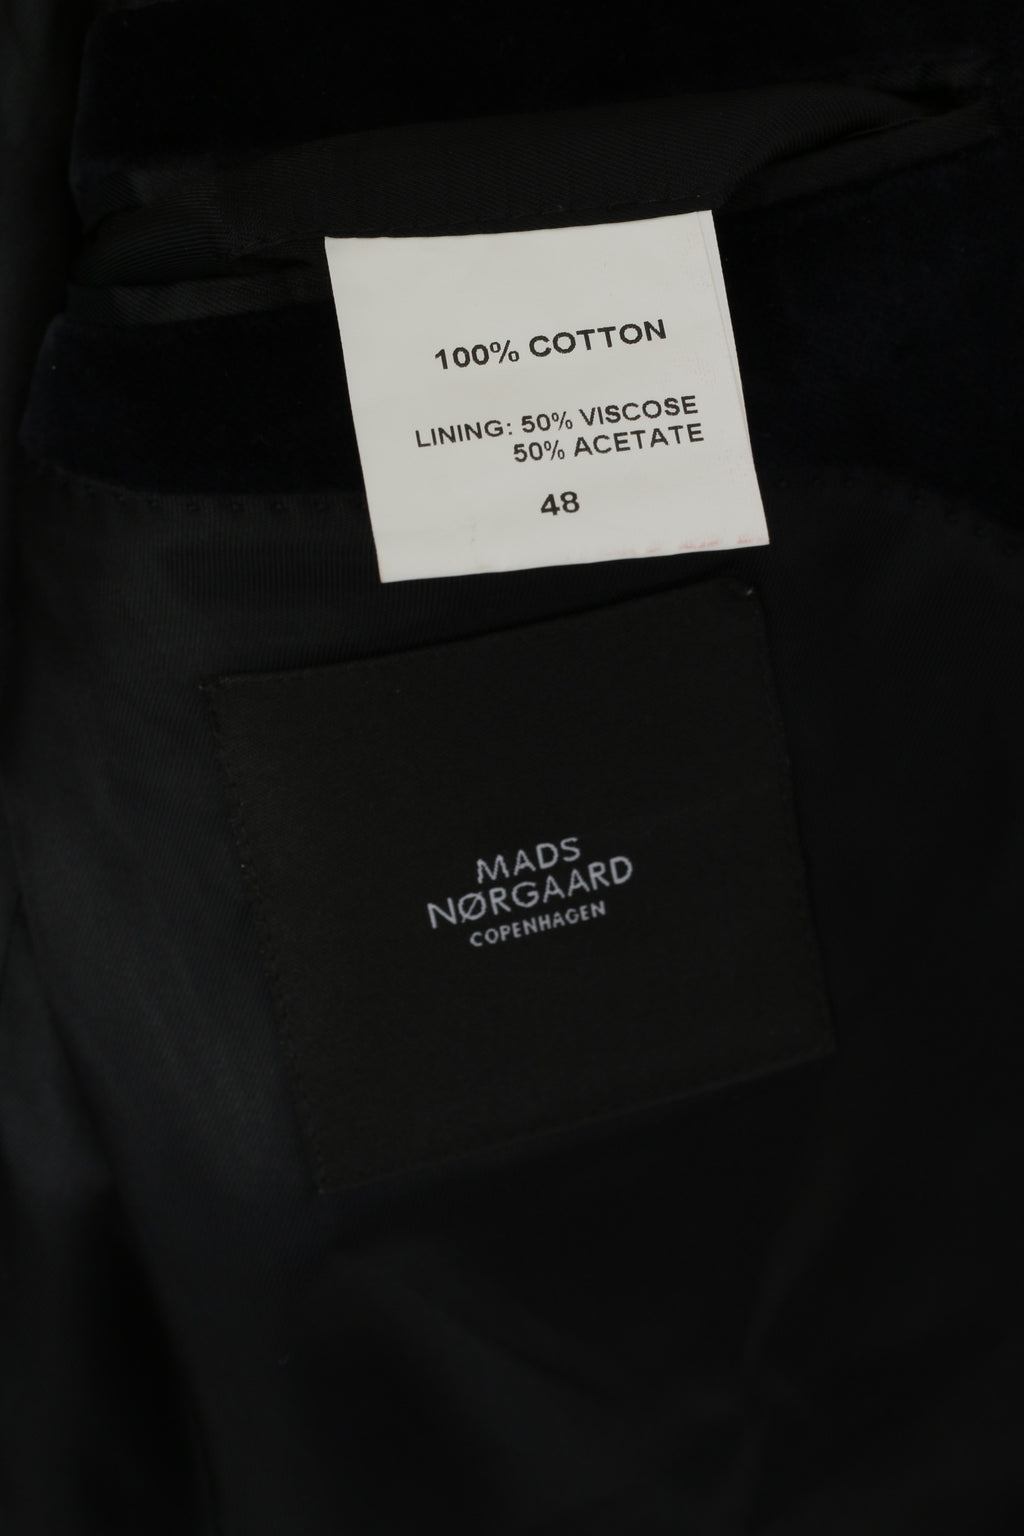 100% COTTON
LINING: 50% VISCOSE
50% ACETATE
48
MADS
NØRGAARD
COPENHAGEN